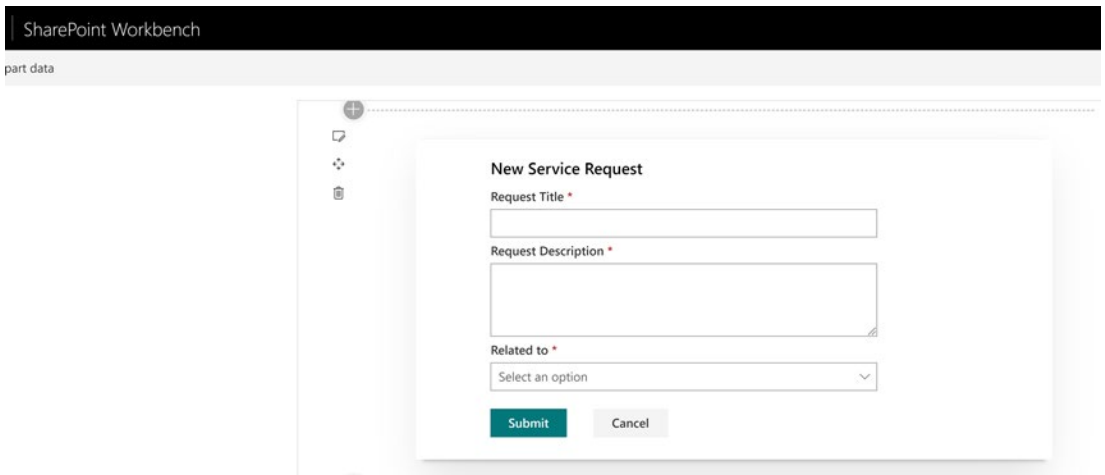 SharePoint Workbench
part data
New Service Request
Request Title *
Request Description *
Related to *
Select an option
Submit Cancel